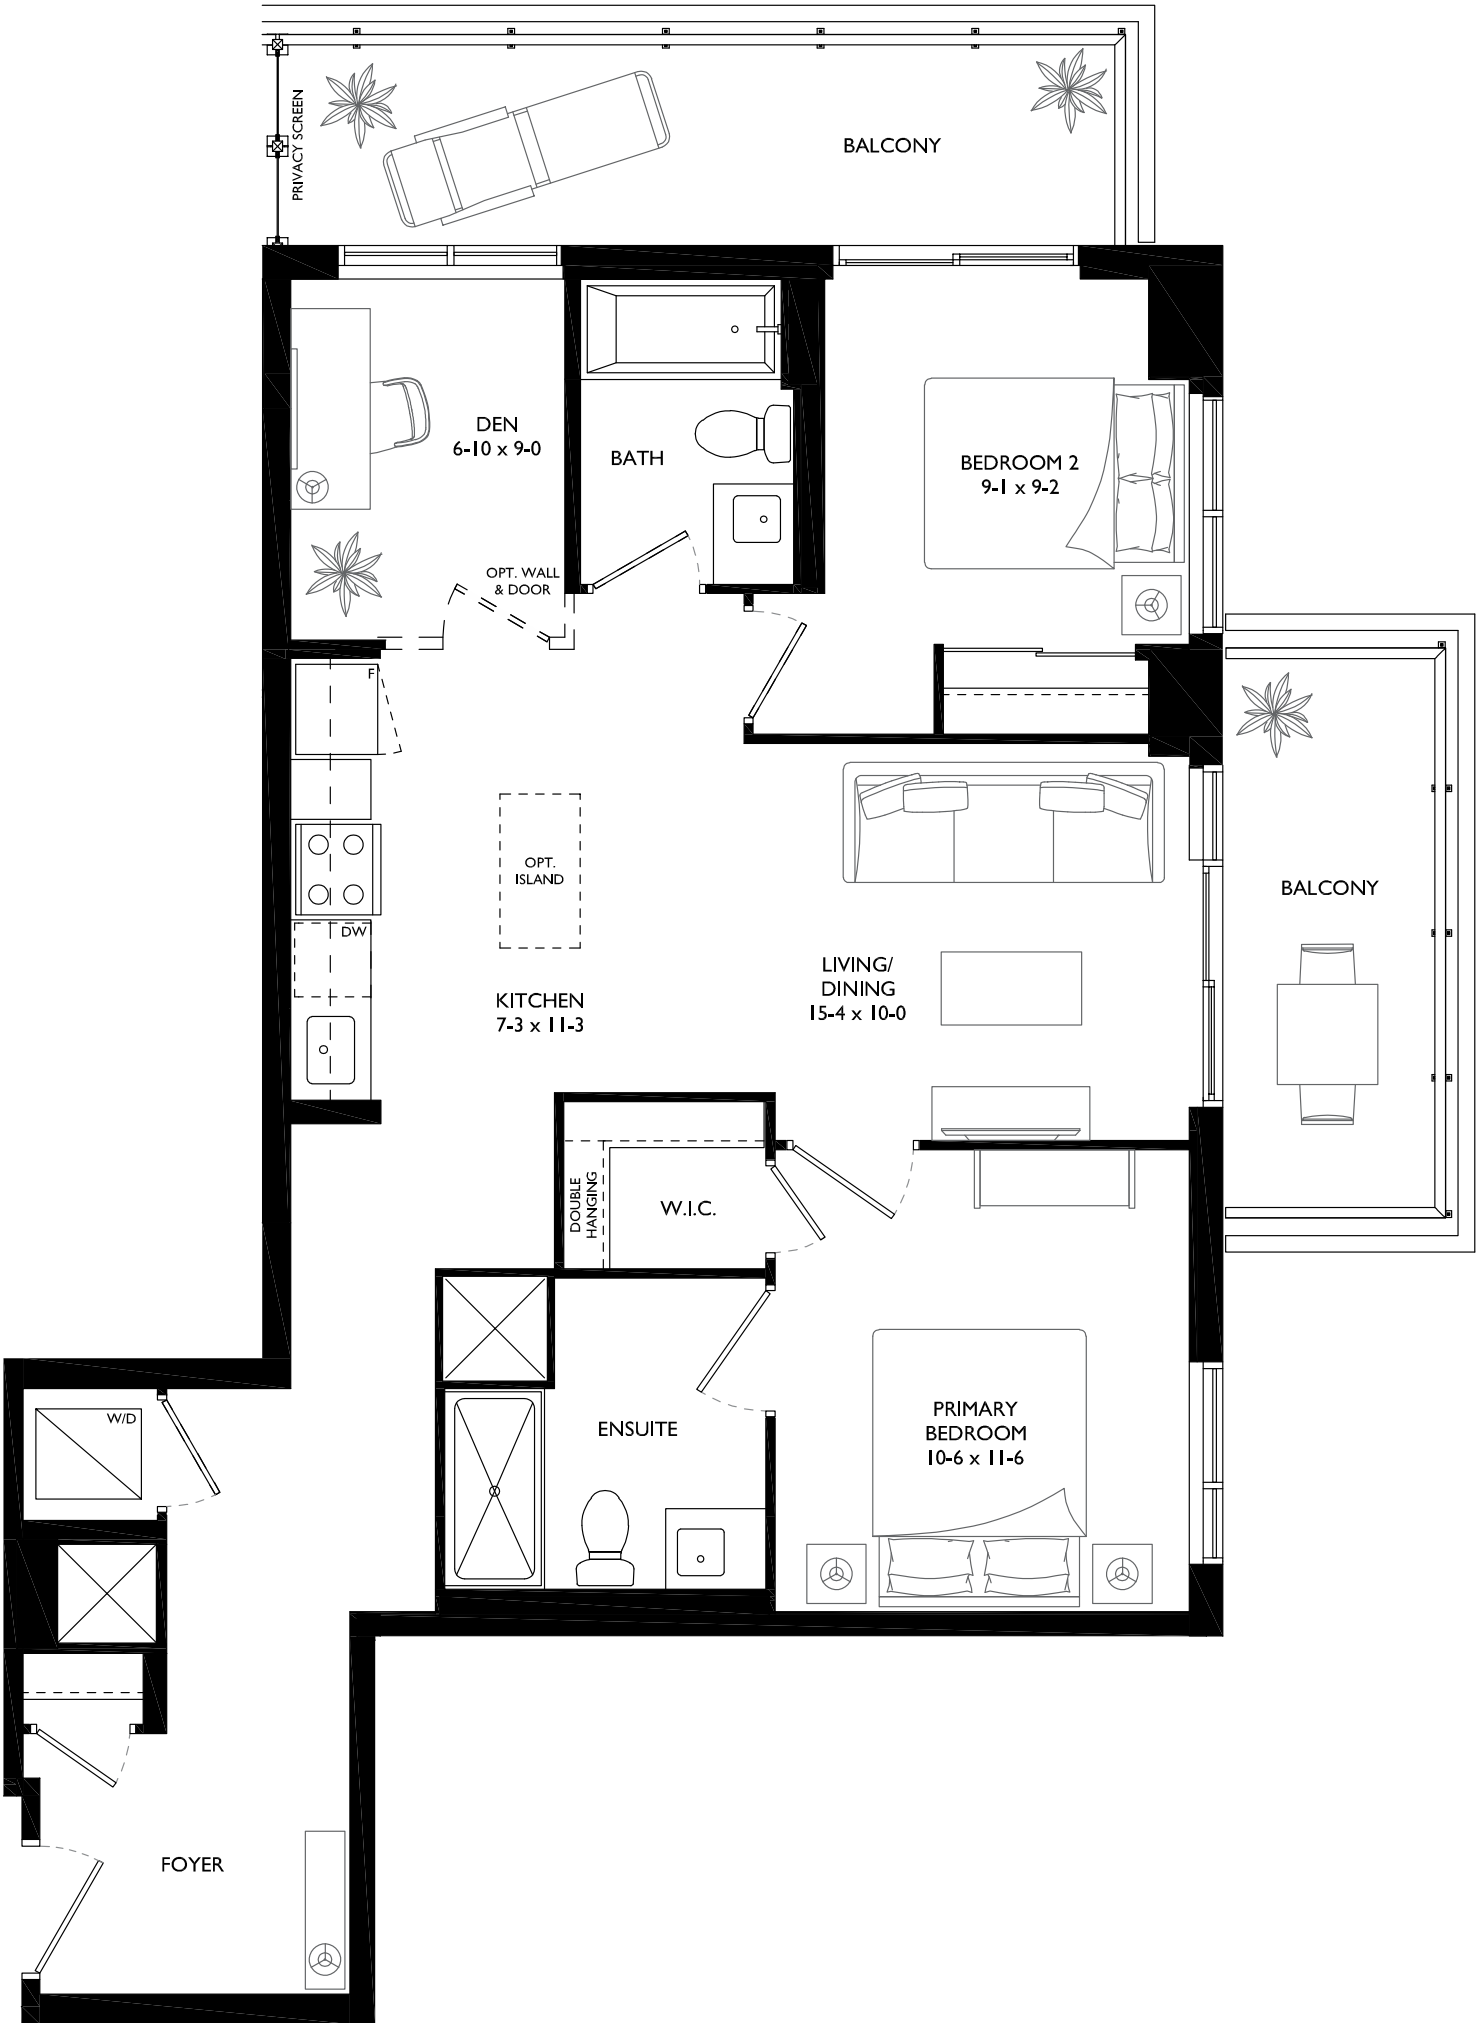 PRIVACY SCREEN
BALCONY
DEN
6-10 x 9-0
BATH
BEDROOM 2
9-1 x 9-2
OPT. WALL
& DOOR
F
OPT.
ISLAND
BALCONY
DW
LIVING/
DINING
15-4 x 10-0
KITCHEN
7-3 x 11-3
DOUBLE
HANGING
W.I.C.
W/D
ENSUITE
PRIMARY
BEDROOM
10-6 x 11-6
FOYER